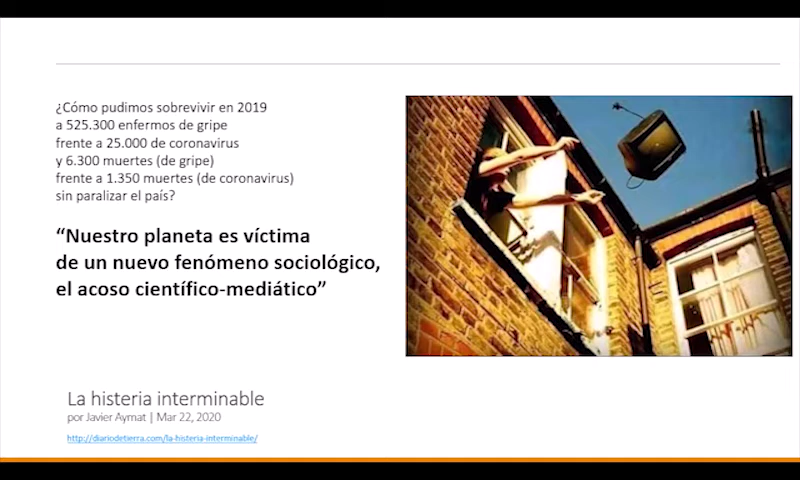 ¿Cómo pudimos sobrevivir en 2019
a 525.300 enfermos de gripe
frente a 25.000 de coronavirus
y 6.300 muertes (de gripe)
frente a 1.350 muertes (de coronavirus)
sin paralizar el país?
“Nuestro planeta es víctima
de un nuevo fenómeno sociológico,
el acoso científico-mediático”
La histeria interminable
por Javier Aymat | Mar 22, 2020
http://diariodetierra.com/la-histeria-interminable/